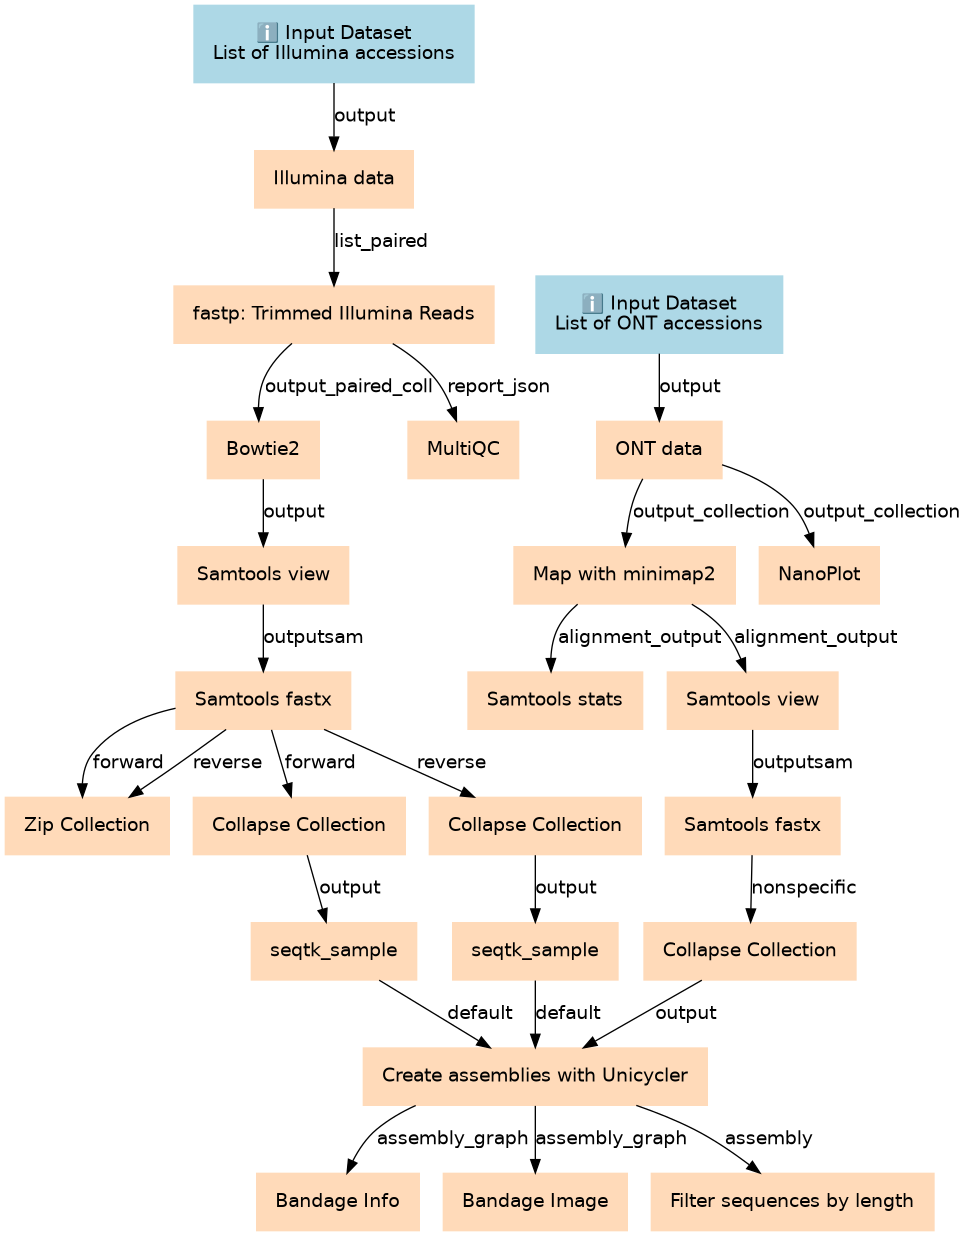 ℹ️ Input Dataset
List of Illumina accessions
output
Illumina data
list_paired
fastp: Trimmed Illumina Reads
ℹ️ Input Dataset
List of ONT accessions
output_paired_coll
report_json
output
Bowtie2
MultiQC
ONT data
output
output_collection
output_collection
Samtools view
Map with minimap2
NanoPlot
outputsam
alignment_output
alignment_output
Samtools fastx
Samtools stats
Samtools view
forward
reverse
forward
reverse
outputsam
Zip Collection
Collapse Collection
Collapse Collection
Samtools fastx
output
output
nonspecific
seqtk_sample
seqtk_sample
Collapse Collection
default
default
output
Create assemblies with Unicycler
assembly_graph
assembly_graph
assembly
Bandage Info
Bandage Image
Filter sequences by length